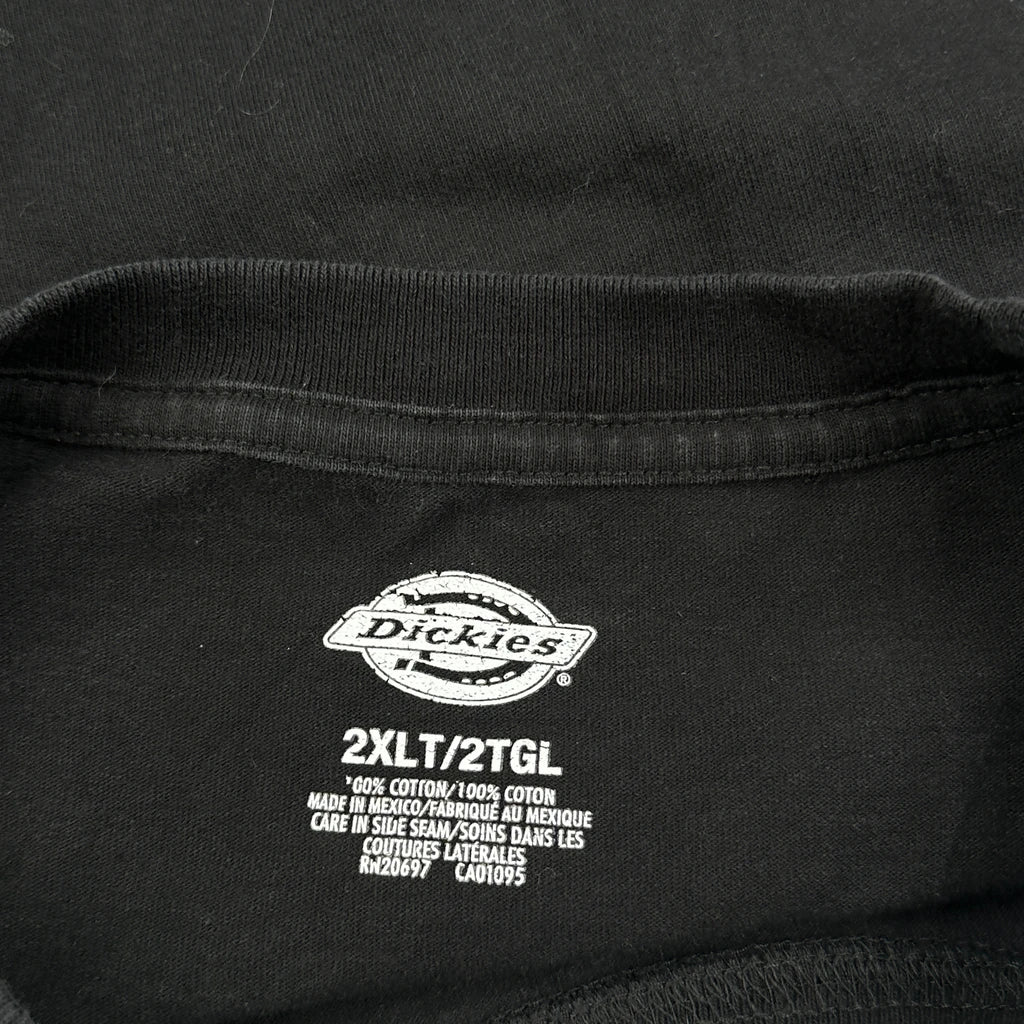 Dickies®
2XLT/2TGL
100% COTTON/100% COTON
MADE IN MEXICO/FABRIQUÉ AU MEXIQUE
CARE IN SIDE SEAM/SOINS DANS LES
COUTURES LATÉRALES
RN20697 CA01095